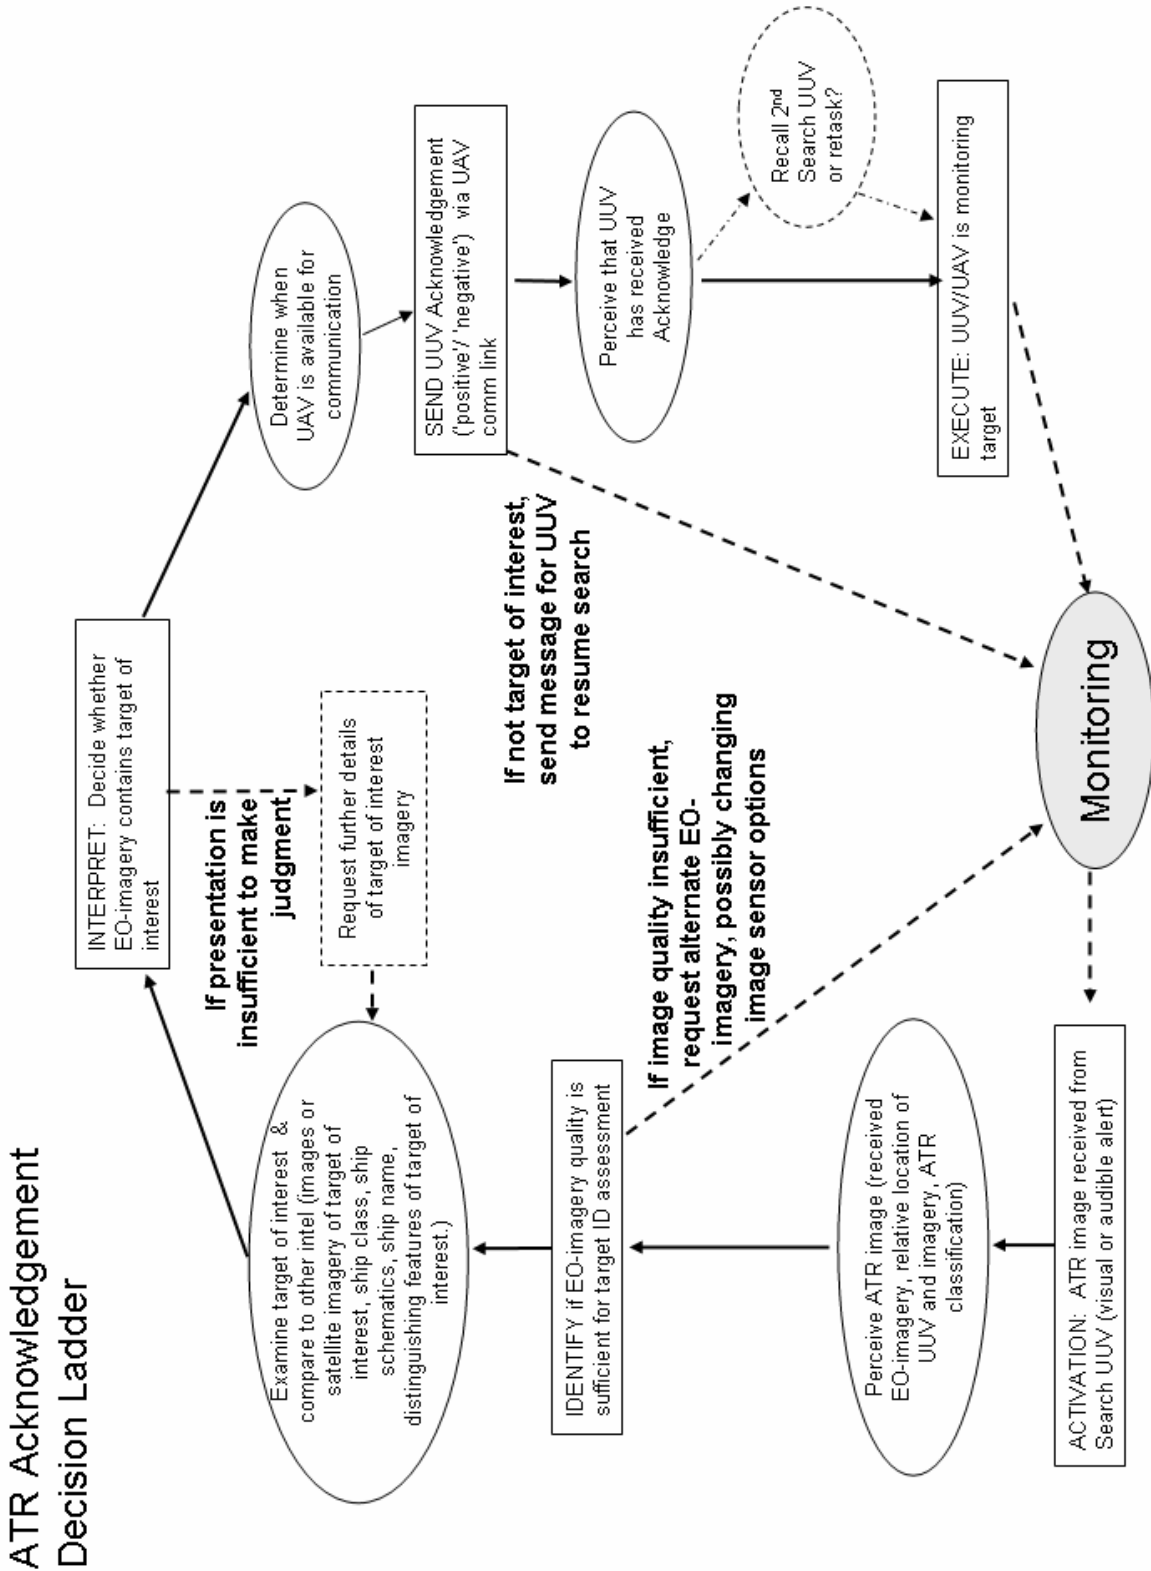 ATR Acknowledgement
Decision Ladder
INTERPRET:  Decide whether
EO-imagery contains target of
interest
Determine when
UAV is available for
communication
SEND UUV Acknowledgement
('positive'/ 'negative')  via UAV
comm link
Perceive that UUV
has received
Acknowledge
Recall 2nd
Search UUV
or retask?
EXECUTE: UUV/UAV is monitoring
target
If presentation is
insufficient to make
judgment,
Request further details
of target of interest
imagery
If not target of interest,
send message for UUV
to resume search
Examine target of interest  &
compare to other intel (images or
satellite imagery of target of
interest, ship class, ship
schematics, ship name,
distinguishing features of target of
interest.)
IDENTIFY if EO-imagery quality is
sufficient for target ID assessment
If image quality insufficient,
request alternate EO-
imagery, possibly changing
image sensor options
Perceive ATR image (received
EO-imagery, relative location of
UUV and imagery, ATR
classification)
ACTIVATION:  ATR image received from
Search UUV (visual or audible alert)
Monitoring